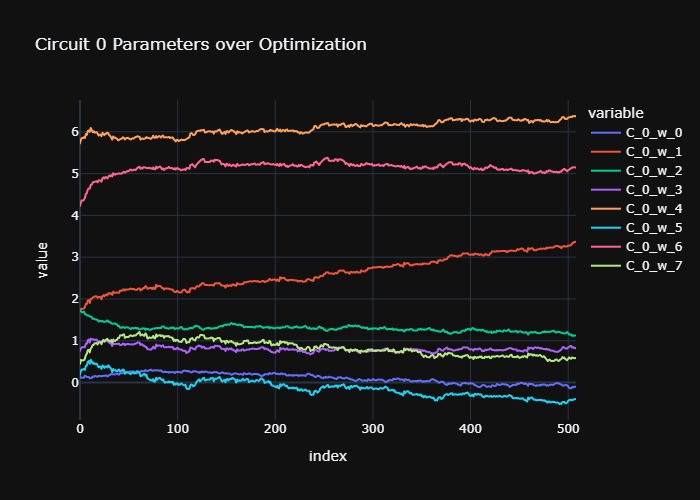 Circuit 0 Parameters over Optimization
variable
C_0_w_0
C_0_w_1
C_0_w_2
C_0_w_3
C_0_w_4
C_0_w_5
C_0_w_6
C_0_w_7
6
5
4
3
2
1
0
value
0
100
200
300
400
500
index